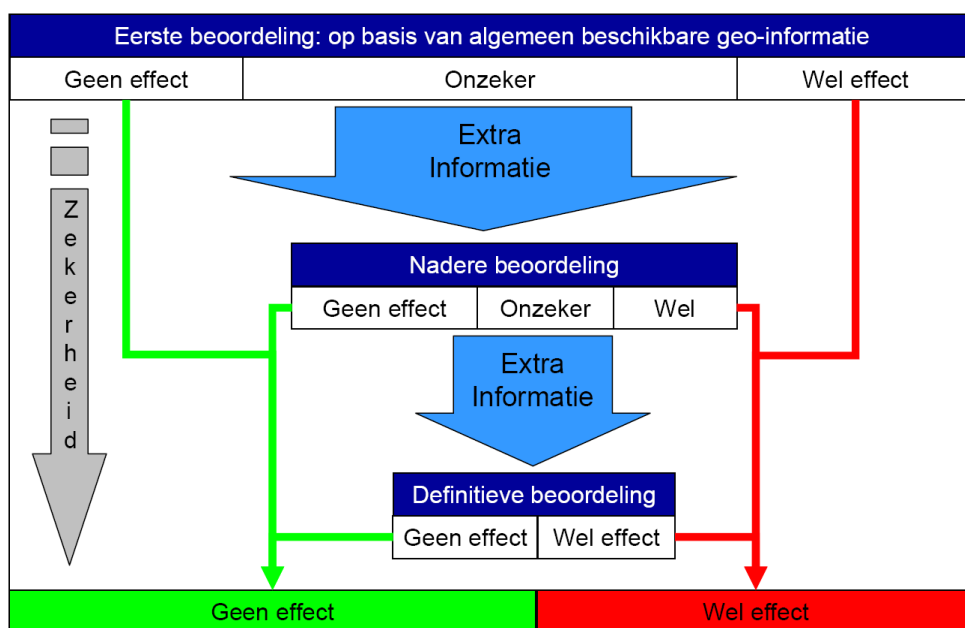 Eerste beoordeling: op basis van algemeen beschikbare geo-informatie
Geen effect
Onzeker
Wel effect
Extra
Informatie
Zekerheid
Nadere beoordeling
Geen effect
Onzeker
Wel
Extra
Informatie
Definitieve beoordeling
Geen effect
Wel effect
Geen effect
Wel effect